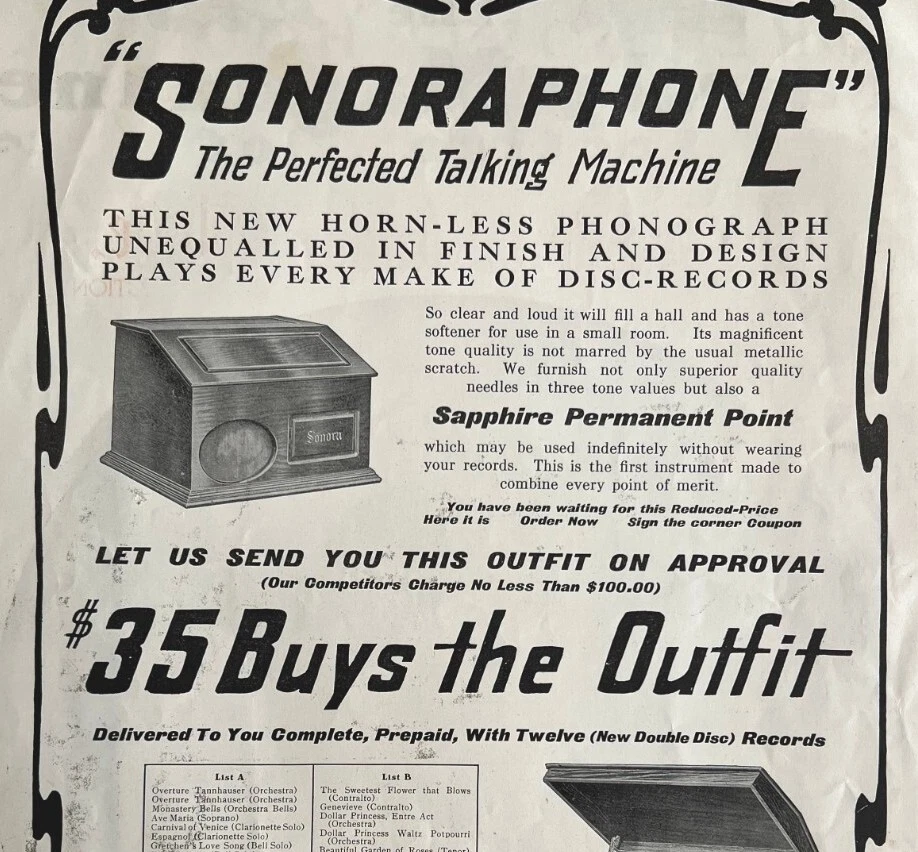 "SONORAPHONE"
The Perfected Talking Machine
THIS NEW HORN-LESS PHONOGRAPH
UNEQUALLED IN FINISH AND DESIGN
PLAYS EVERY MAKE OF DISC-RECORDS
So clear and loud it will fill a hall and has a tone
softener for use in a small room. Its magnificent
tone quality is not marred by the usual metallic
scratch. We furnish not only superior quality
needles in three tone values but also a
Sapphire Permanent Point
which may be used indefinitely without wearing
your records. This is the first instrument made to
combine every point of merit.
Sonora
You have been waiting for this Reduced-Price
Here it is Order Now Sign the corner Coupon
LET US SEND YOU THIS OUTFIT ON APPROVAL
(Our Competitors Charge No Less Than $100.00)
$35 Buys the Outfit
Delivered To You Complete, Prepaid, With Twelve (New Double Disc) Records
List A
Overture Tannhauser (Orchestra)
Overture Tannhauser (Orchestra)
Monastery Bells (Orchestra Bells)
Ave Maria (Soprano)
Carnival of Venice (Clarionette Solo)
Espagnol (Clarionette Solo)
Gretchen's Love Song (Bell Solo)
List B
The Sweetest Flower that Blows
(Contralto)
Genevieve (Contralto)
Dollar Princess, Entre Act
(Orchestra)
Dollar Princess Waltz Potpourri
(Orchestra)
Beautiful Garden of Roses (Tenor)